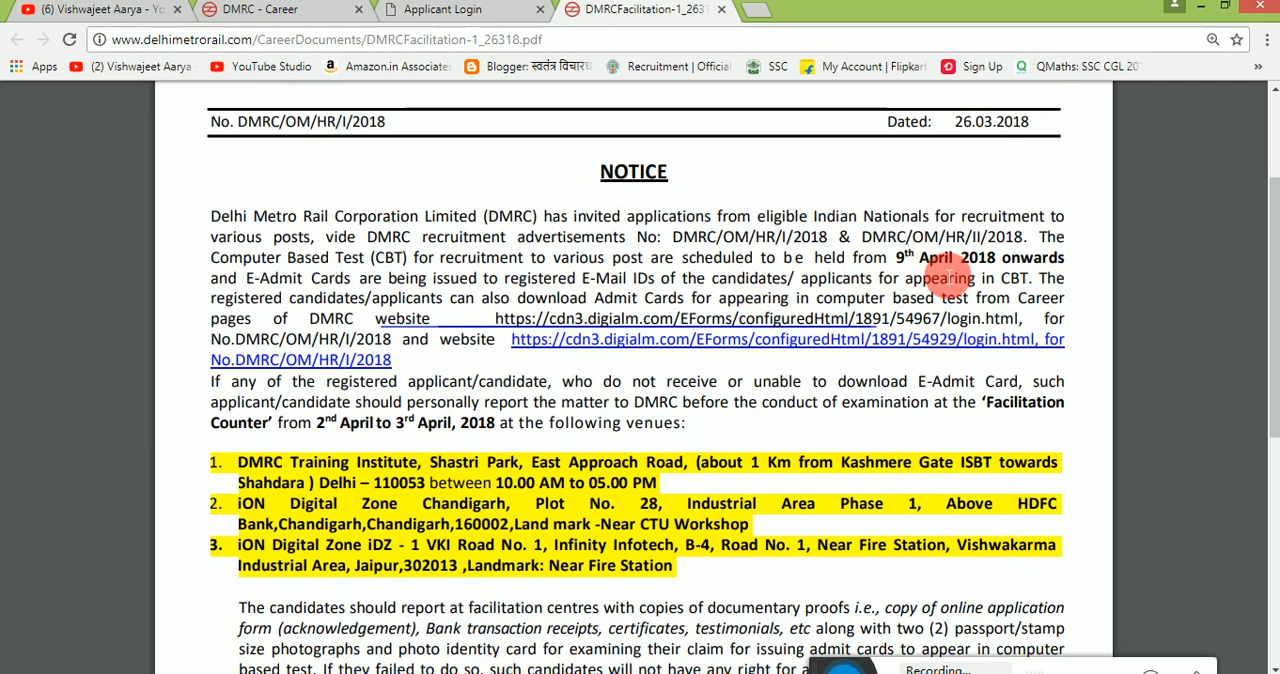 (6) Vishwajeet Aarya - Yo
DMRC - Career
Applicant Login
DMRCFacilitation-1_2631
www.delhimetrorail.com/CareerDocuments/DMRCFacilitation-1_26318.pdf
Apps
(2) Vishwajeet Aarya
YouTube Studio
Amazon.in Associate
Blogger: स्वतंत्र विचार
Recruitment | Official
SSC
My Account | Flipkar
Sign Up
QMaths: SSC CGL 20
»
No. DMRC/OM/HR/I/2018 Dated: 26.03.2018
NOTICE
Delhi Metro Rail Corporation Limited (DMRC) has invited applications from eligible Indian Nationals for recruitment to
various posts, vide DMRC recruitment advertisements No: DMRC/OM/HR/I/2018 & DMRC/OM/HR/II/2018. The
Computer Based Test (CBT) for recruitment to various post are scheduled to be held from 9th April 2018 onwards
and E-Admit Cards are being issued to registered E-Mail IDs of the candidates/ applicants for appearing in CBT. The
registered candidates/applicants can also download Admit Cards for appearing in computer based test from Career
pages of DMRC website https://cdn3.digialm.com/EForms/configuredHtml/1891/54967/login.html, for
No.DMRC/OM/HR/I/2018 and website https://cdn3.digialm.com/EForms/configuredHtml/1891/54929/login.html, for
No.DMRC/OM/HR/I/2018
If any of the registered applicant/candidate, who do not receive or unable to download E-Admit Card, such
applicant/candidate should personally report the matter to DMRC before the conduct of examination at the ‘Facilitation
Counter’ from 2nd April to 3rd April, 2018 at the following venues:
1. DMRC Training Institute, Shastri Park, East Approach Road, (about 1 Km from Kashmere Gate ISBT towards
Shahdara ) Delhi – 110053 between 10.00 AM to 05.00 PM
2. iON Digital Zone Chandigarh, Plot No. 28, Industrial Area Phase 1, Above HDFC
Bank,Chandigarh,Chandigarh,160002,Land mark -Near CTU Workshop
3. iON Digital Zone iDZ - 1 VKI Road No. 1, Infinity Infotech, B-4, Road No. 1, Near Fire Station, Vishwakarma
Industrial Area, Jaipur,302013 ,Landmark: Near Fire Station
The candidates should report at facilitation centres with copies of documentary proofs i.e., copy of online application
form (acknowledgement), Bank transaction receipts, certificates, testimonials, etc along with two (2) passport/stamp
size photographs and photo identity card for examining their claim for issuing admit cards to appear in computer
based test. If they failed to do so, such candidates will not have any right for a
Recording...